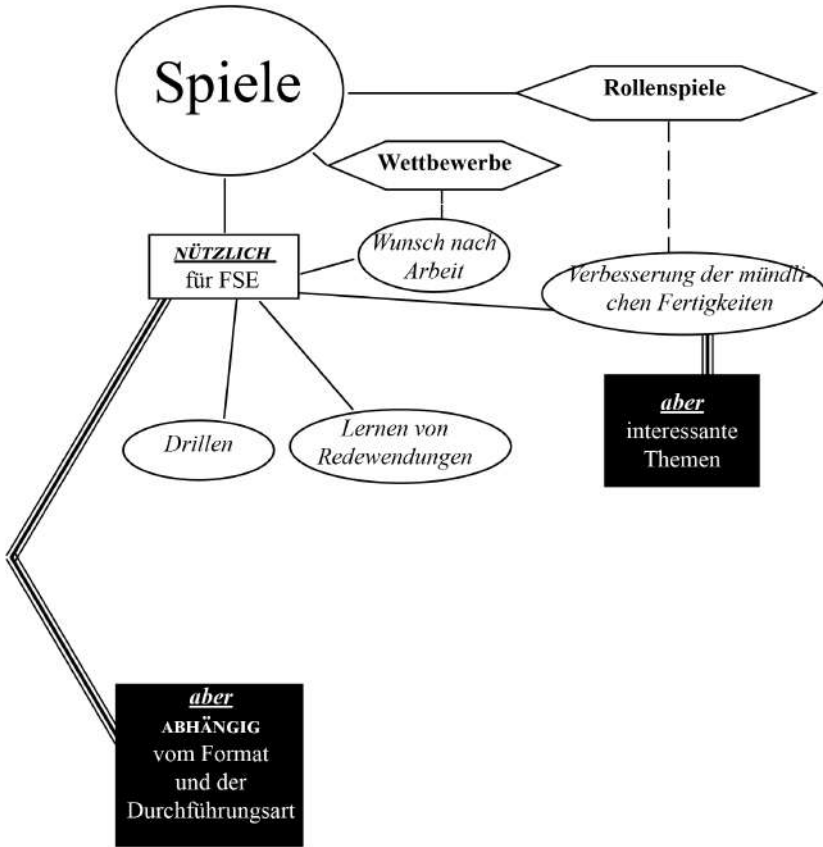 Spiele
Rollenspiele
Wettbewerbe
NÜTZLICH
für FSE
Wunsch nach
Arbeit
Verbesserung der mündli-
chen Fertigkeiten
Drillen
Lernen von
Redewendungen
aber
interessante
Themen
aber
ABHÄNGIG
vom Format
und der
Durchführungsart